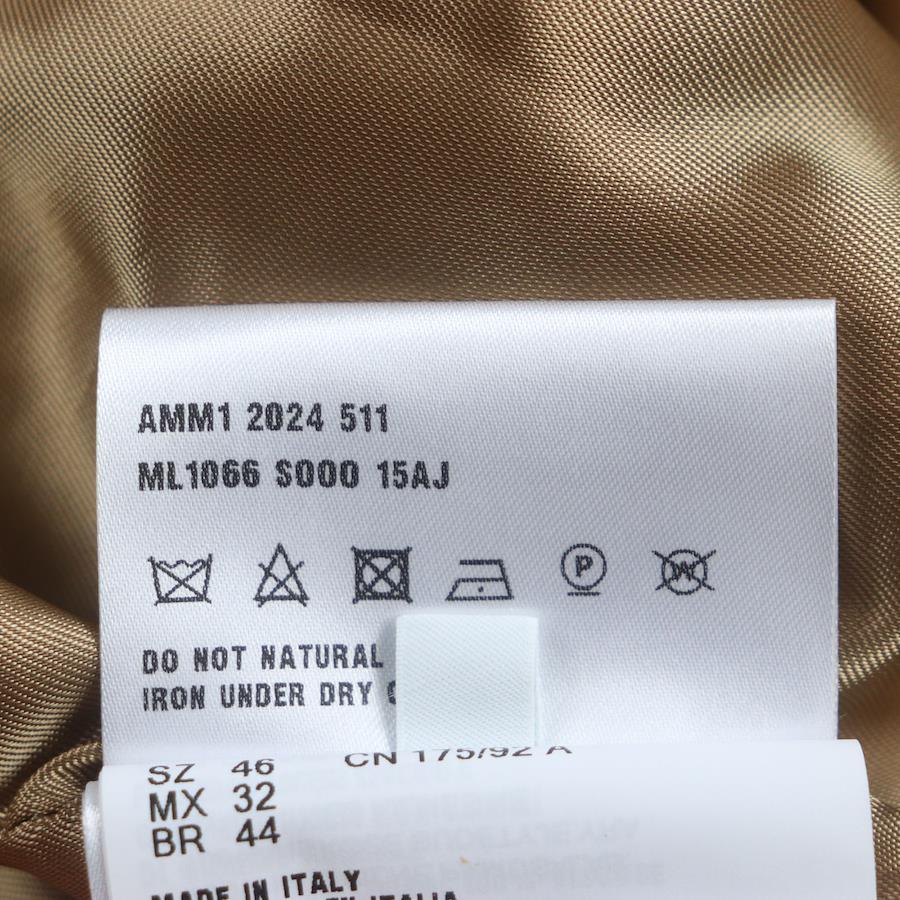 AMM1 2024 511
ML1066 S000 15AJ
P
W
DO NOT NATURAL
IRON UNDER DRY
SZ 46 CN 175/92 A
MX 32
BR 44
MADE IN ITALY
ITALIA